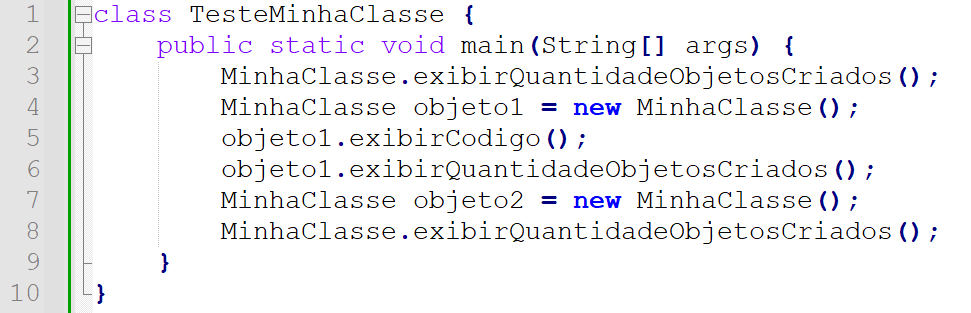 1 class TesteMinhaClasse {
2 public static void main(String[] args) {
3 MinhaClasse.exibirQuantidadeObjetosCriados();
4 MinhaClasse objeto1 = new MinhaClasse();
5 objeto1.exibirCodigo();
6 objeto1.exibirQuantidadeObjetosCriados();
7 MinhaClasse objeto2 = new MinhaClasse();
8 MinhaClasse.exibirQuantidadeObjetosCriados();
9 }
10 }